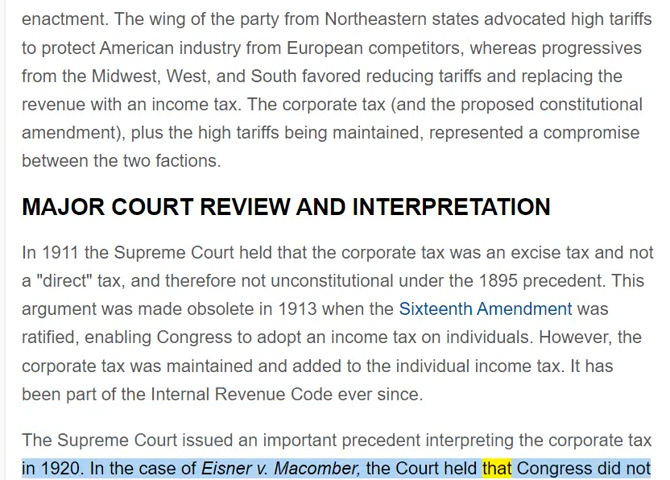 enactment. The wing of the party from Northeastern states advocated high tariffs
to protect American industry from European competitors, whereas progressives
from the Midwest, West, and South favored reducing tariffs and replacing the
revenue with an income tax. The corporate tax (and the proposed constitutional
amendment), plus the high tariffs being maintained, represented a compromise
between the two factions.
MAJOR COURT REVIEW AND INTERPRETATION
In 1911 the Supreme Court held that the corporate tax was an excise tax and not
a "direct" tax, and therefore not unconstitutional under the 1895 precedent. This
argument was made obsolete in 1913 when the Sixteenth Amendment was
ratified, enabling Congress to adopt an income tax on individuals. However, the
corporate tax was maintained and added to the individual income tax. It has
been part of the Internal Revenue Code ever since.
The Supreme Court issued an important precedent interpreting the corporate tax
in 1920. In the case of Eisner v. Macomber, the Court held that Congress did not